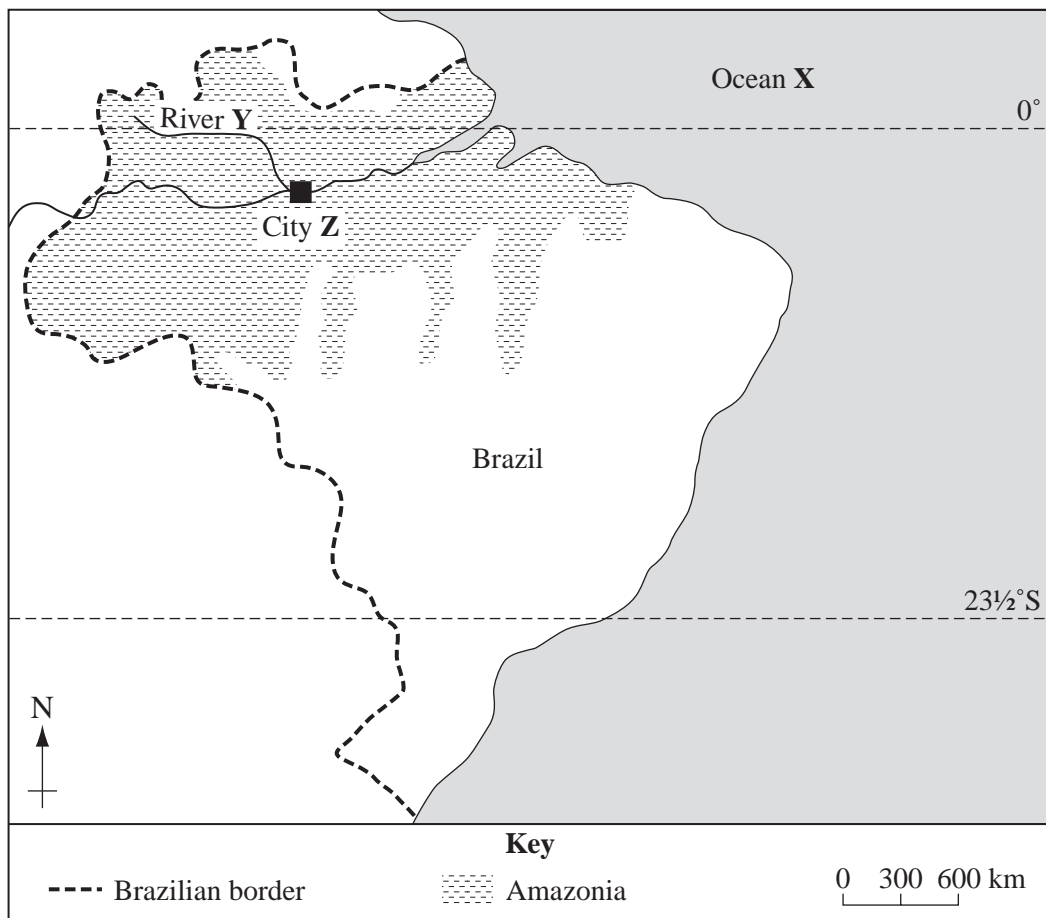 Ocean X
0°
River Y
City Z
Brazil
23½°S
N
Key
Brazilian border
Amazonia
0 300 600 km